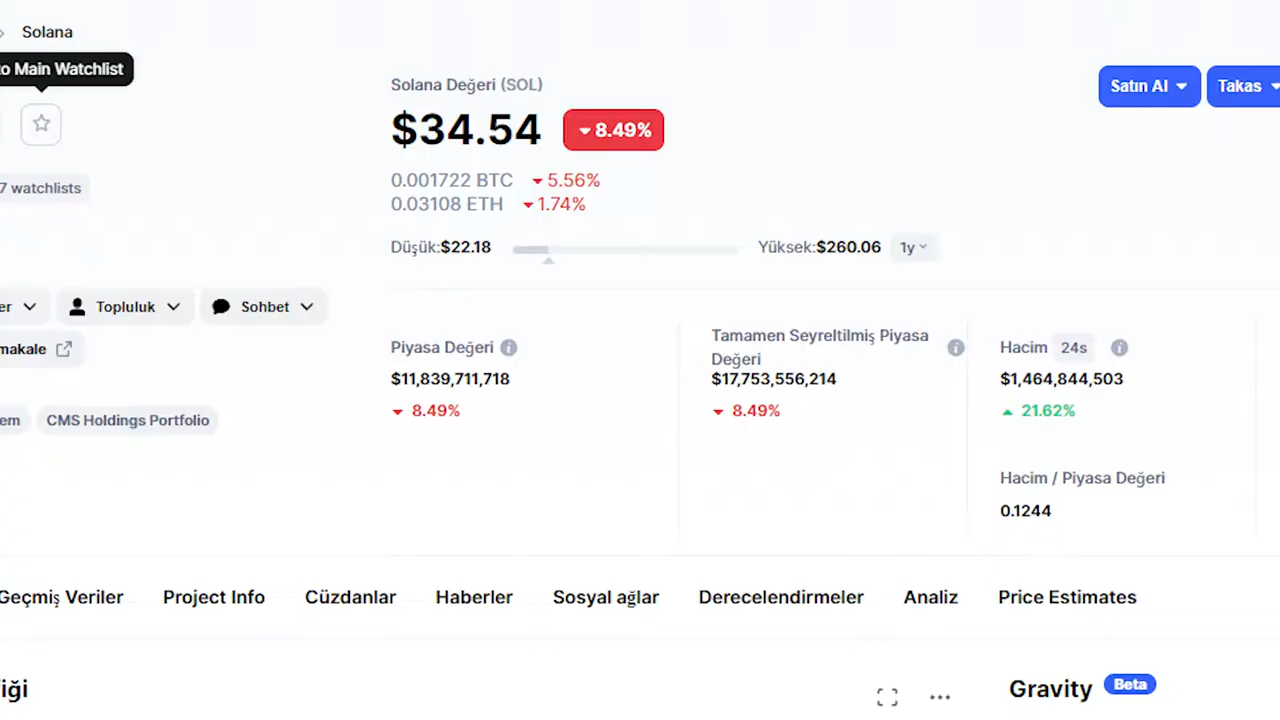 Solana
to Main Watchlist
Solana Değeri (SOL)
$34.54 8.49%
0.001722 BTC 5.56%
0.03108 ETH 1.74%
Düşük:$22.18 Yüksek:$260.06 1y
Satın Al Takas
7 watchlists
er Topluluk Sohbet
makale
em CMS Holdings Portfolio
Piyasa Değeri
$11,839,711,718
8.49%
Tamamen Seyreltilmiş Piyasa
Değeri
$17,753,556,214
8.49%
Hacim 24s
$1,464,844,503
21.62%
Hacim / Piyasa Değeri
0.1244
Geçmiş Veriler Project Info Cüzdanlar Haberler Sosyal ağlar Derecelendirmeler Analiz Price Estimates
iği
Gravity Beta